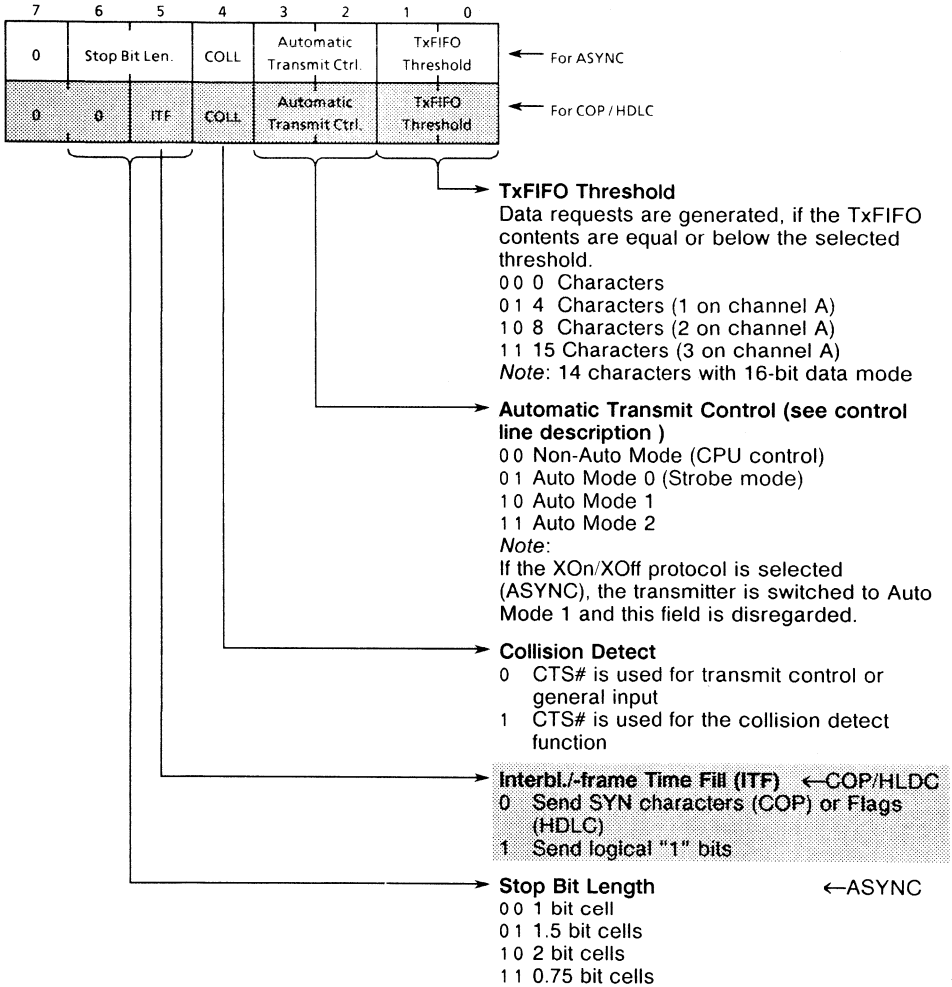 7 6 5 4 3 2 1 0
0 Stop Bit Len. COLL Automatic Transmit Ctrl. TxFIFO Threshold ← For ASYNC
0 0 ITF COLL Automatic Transmit Ctrl. TxFIFO Threshold ← For COP / HDLC
TxFIFO Threshold
Data requests are generated, if the TxFIFO
contents are equal or below the selected
threshold.
0 0 0 Characters
0 1 4 Characters (1 on channel A)
1 0 8 Characters (2 on channel A)
1 1 15 Characters (3 on channel A)
Note: 14 characters with 16-bit data mode
Automatic Transmit Control (see control
line description )
0 0 Non-Auto Mode (CPU control)
0 1 Auto Mode 0 (Strobe mode)
1 0 Auto Mode 1
1 1 Auto Mode 2
Note:
If the XOn/XOff protocol is selected
(ASYNC), the transmitter is switched to Auto
Mode 1 and this field is disregarded.
Collision Detect
0 CTS# is used for transmit control or
general input
1 CTS# is used for the collision detect
function
Interbl./-frame Time Fill (ITF) ←COP/HLDC
0 Send SYN characters (COP) or Flags
(HDLC)
1 Send logical "1" bits
Stop Bit Length ←ASYNC
0 0 1 bit cell
0 1 1.5 bit cells
1 0 2 bit cells
1 1 0.75 bit cells